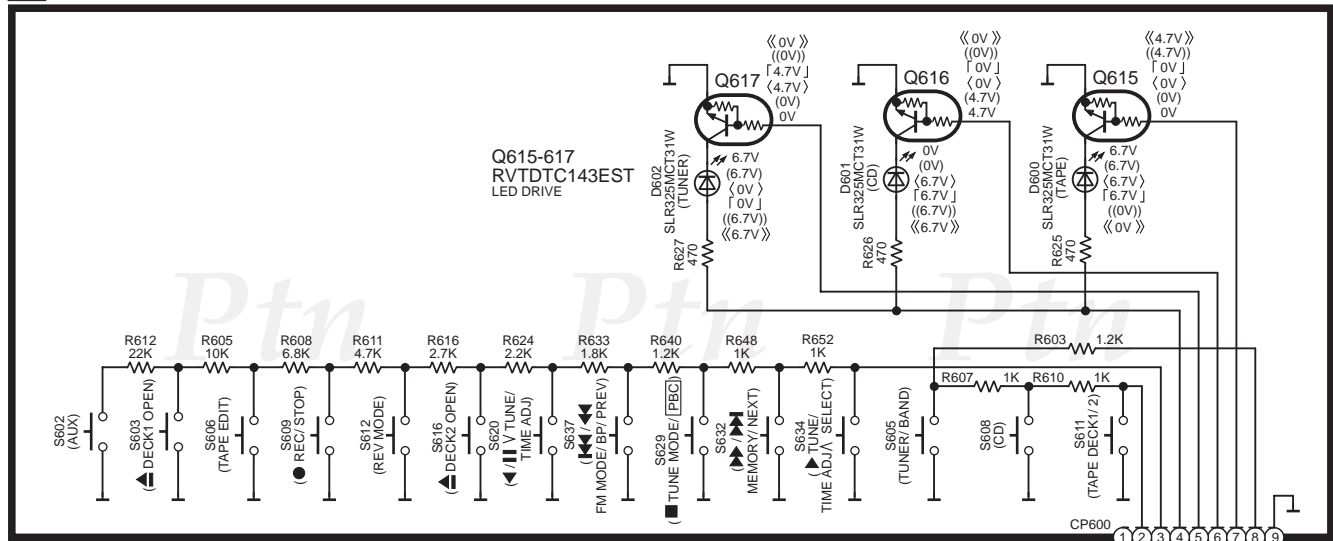 《 0V 》
((0V))
「4.7V」
〈4.7V〉
(0V)
0V
Q617
《 0V 》
((0V))
「 0V 」
〈 0V 〉
(4.7V)
4.7V
Q616
《4.7V》
((4.7V))
「 0V 」
〈 0V 〉
(0V)
0V
Q615
Q615-617
RVTDTC143EST
LED DRIVE
D602
SLR325MCT31W
(TUNER)
6.7V
(6.7V)
〈 0V 〉
「 0V 」
((6.7V))
《6.7V》
D601
SLR325MCT31W
(CD)
0V
(0V)
〈6.7V〉
「6.7V」
((6.7V))
《6.7V》
D600
SLR325MCT31W
(TAPE)
6.7V
(6.7V)
〈6.7V〉
「6.7V」
((0V))
《 0V 》
R627
470
R626
470
R625
470
Ptn
Ptn
Ptn
R612
22K
R605
10K
R608
6.8K
R611
4.7K
R616
2.7K
R624
2.2K
R633
1.8K
R640
1.2K
R648
1K
R652
1K
R603
1.2K
R607
1K
R610
1K
S602
(AUX)
S603
(⏏ DECK1 OPEN)
S606
(TAPE EDIT)
S609
(● REC/ STOP)
S612
(REV MODE)
S616
(⏏ DECK2 OPEN)
S620
(◀ / ❚❚ ∨ TUNE/
TIME ADJ)
S637
(⏮ / ◀◀
FM MODE/ BP/ PREV)
S629
(■ TUNE MODE/ PBC)
S632
(▶▶ / ⏭
MEMORY/ NEXT)
S634
(▶ TUNE/
TIME ADJ/∧ SELECT)
S605
(TUNER/ BAND)
S608
(CD)
S611
(TAPE DECK1/ 2)
CP600
1 2 3 4 5 6 7 8 9